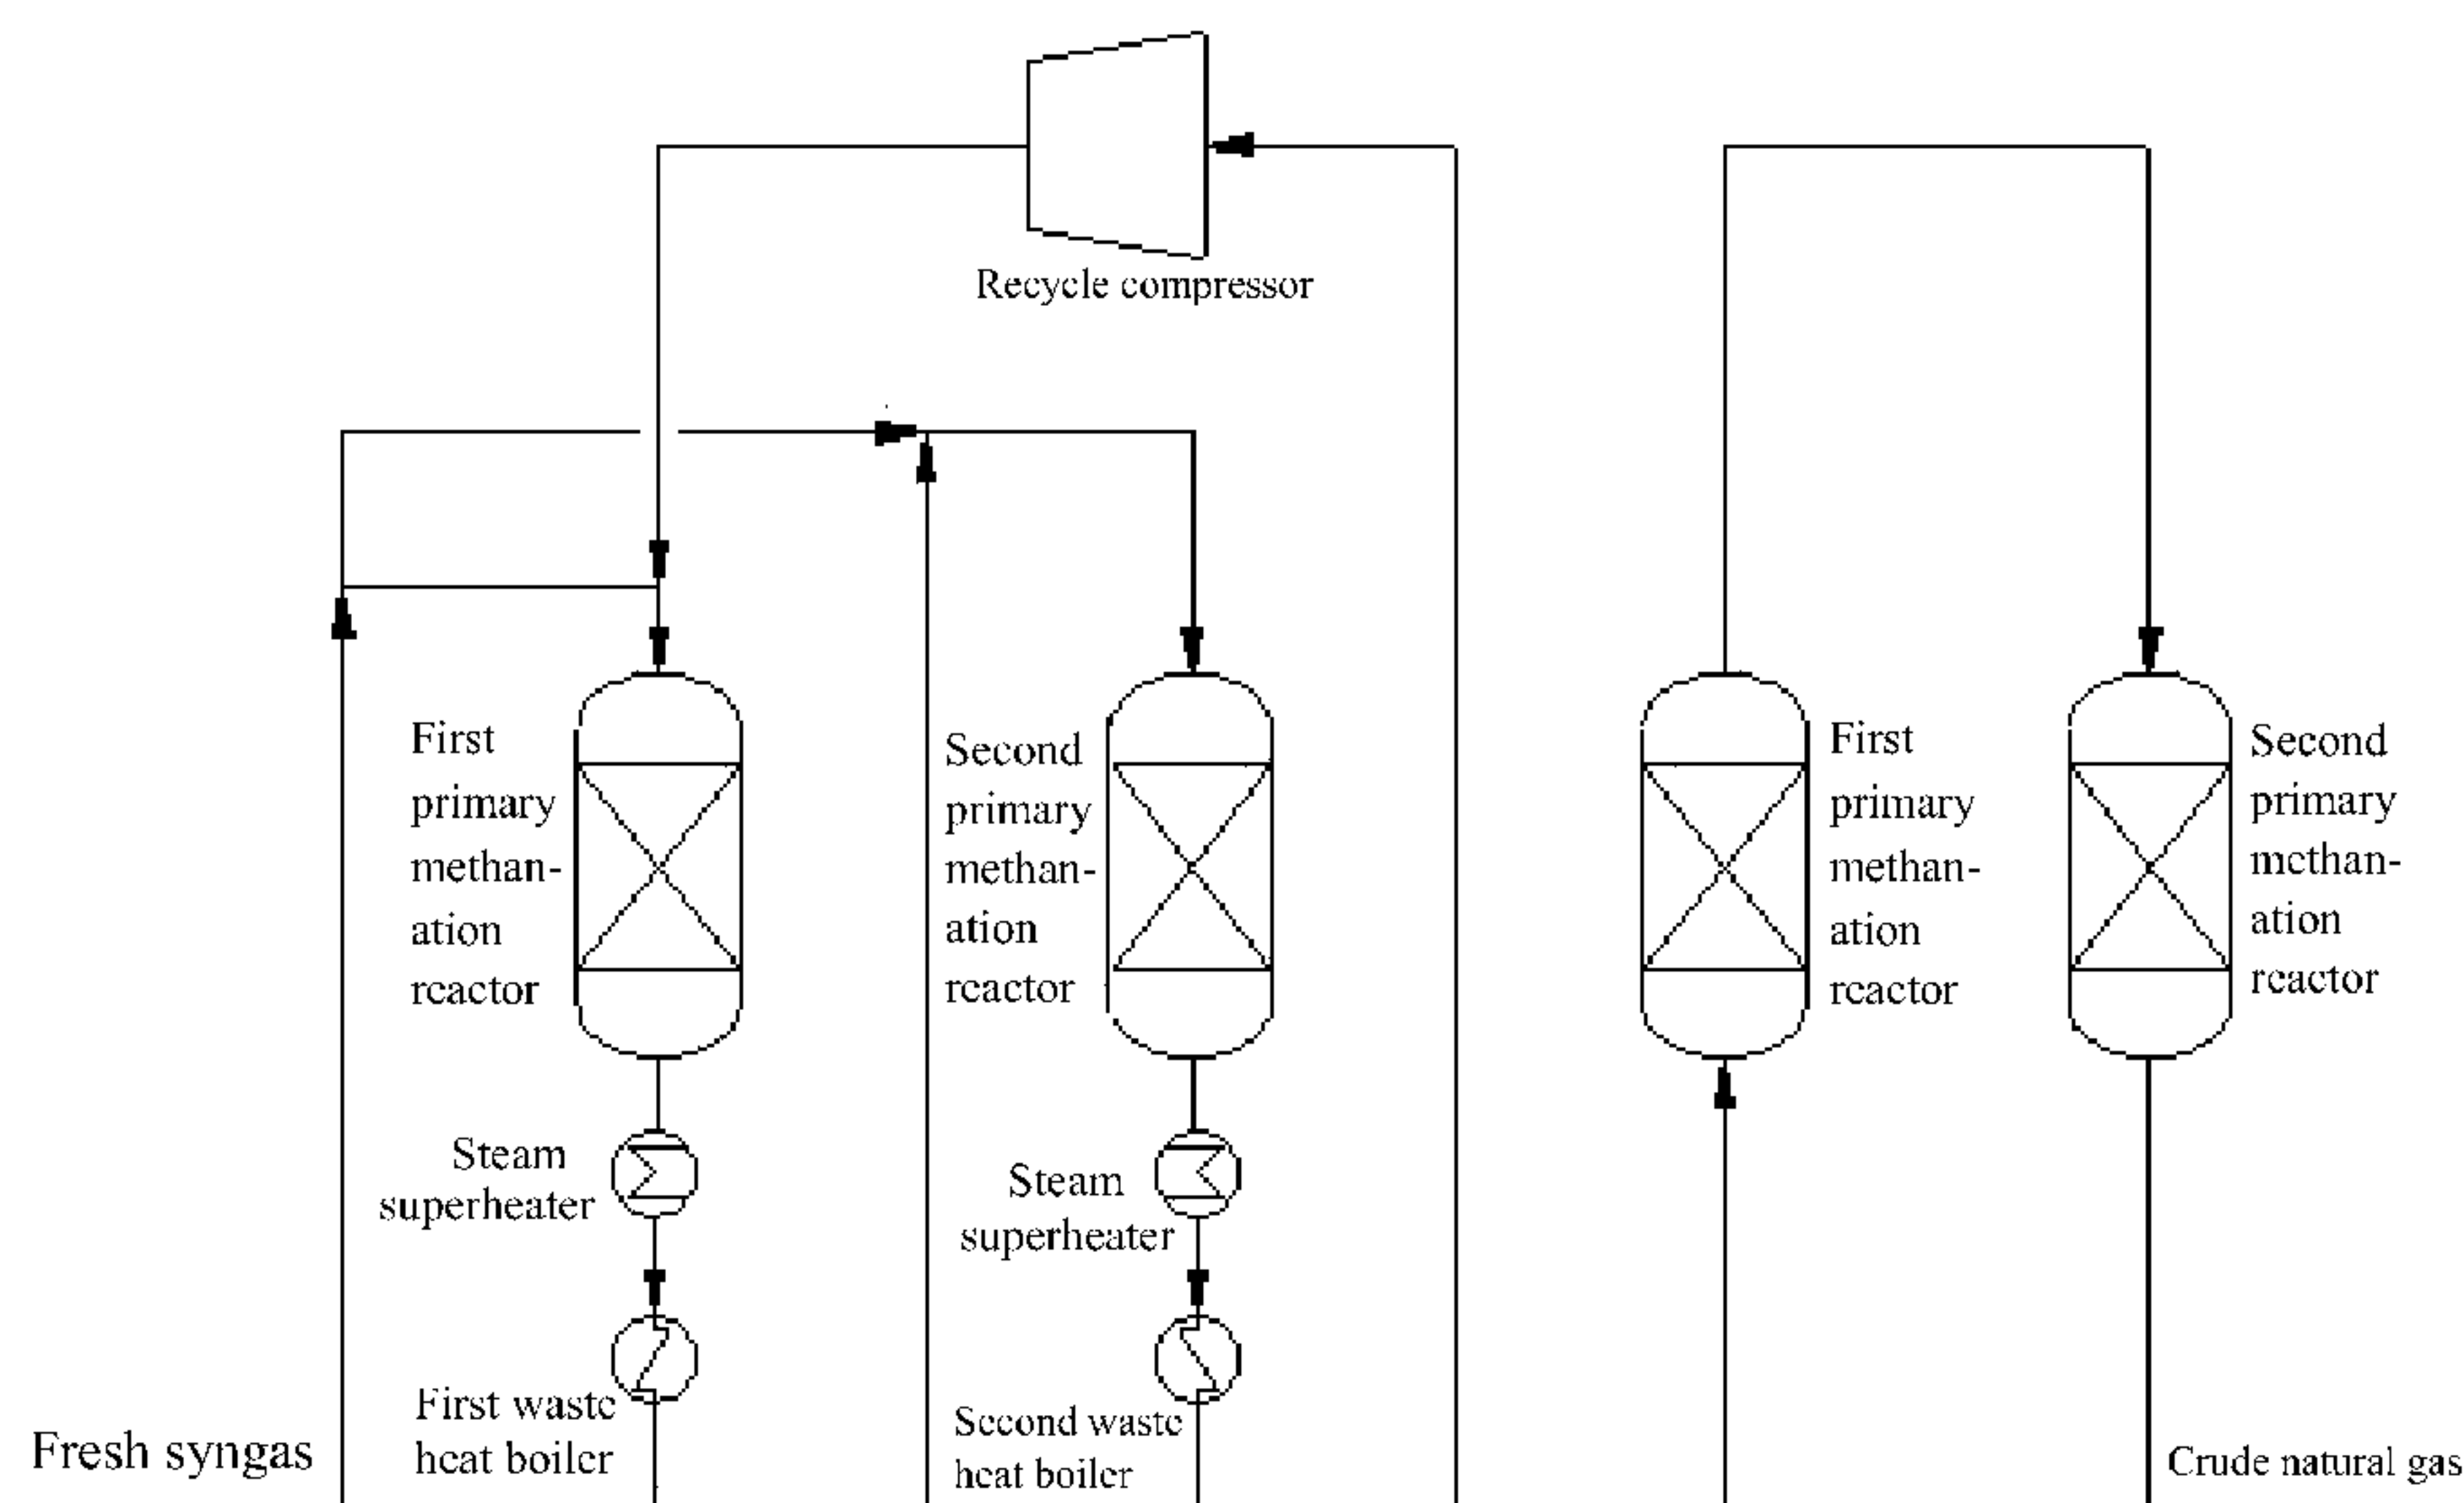 Recycle compressor
First
primary
methan-
ation
reactor
Second
primary
methan-
ation
reactor
First
primary
methan-
ation
reactor
Second
primary
methan-
ation
reactor
Steam
superheater
Steam
superheater
First waste
heat boiler
Second waste
heat boiler
Fresh syngas
Crude natural gas